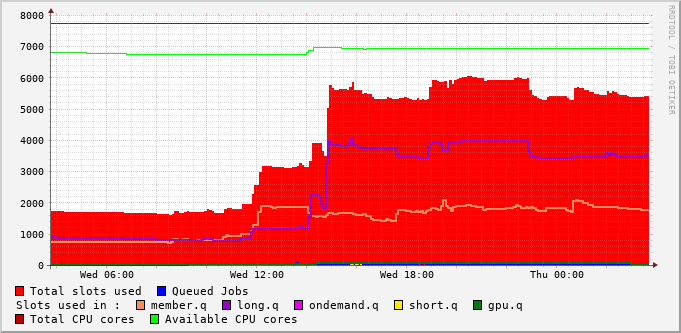 8000
7000
6000
5000
4000
3000
2000
1000
0
Wed 06:00 Wed 12:00 Wed 18:00 Thu 00:00
Total slots used Queued Jobs
Slots used in : member.q long.q ondemand.q short.q gpu.q
Total CPU cores Available CPU cores
RRDTOOL / TOBI OETIKER